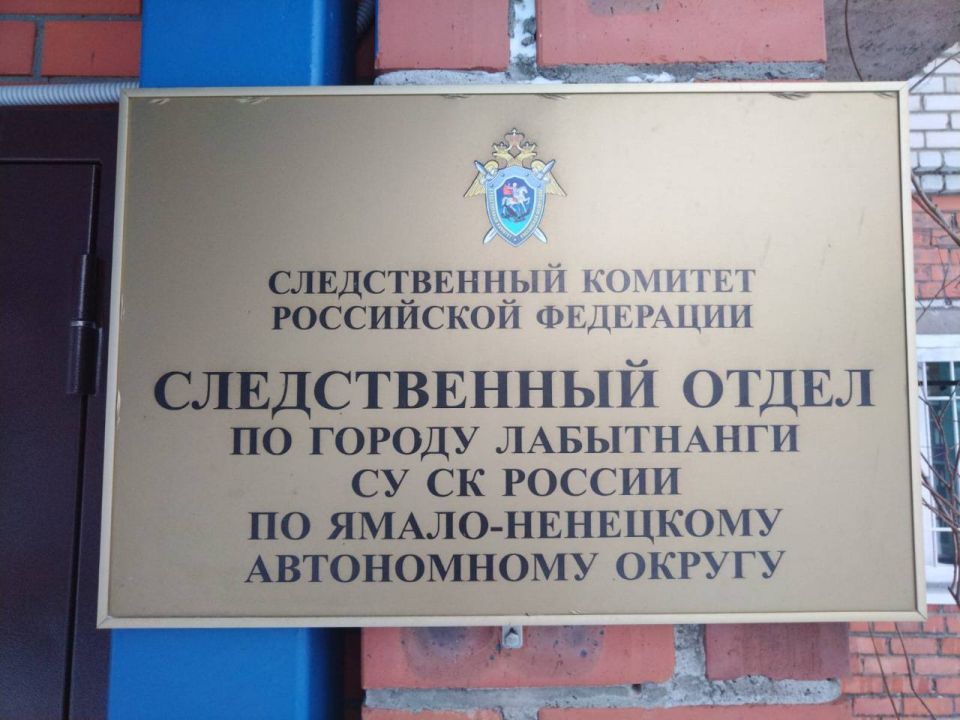 СЛЕДСТВЕННЫЙ КОМИТЕТ
РОССИЙСКОЙ ФЕДЕРАЦИИ
СЛЕДСТВЕННЫЙ ОТДЕЛ
ПО ГОРОДУ ЛАБЫТНАНГИ
СУ СК РОССИИ
ПО ЯМАЛО-НЕНЕЦКОМУ
АВТОНОМНОМУ ОКРУГУ